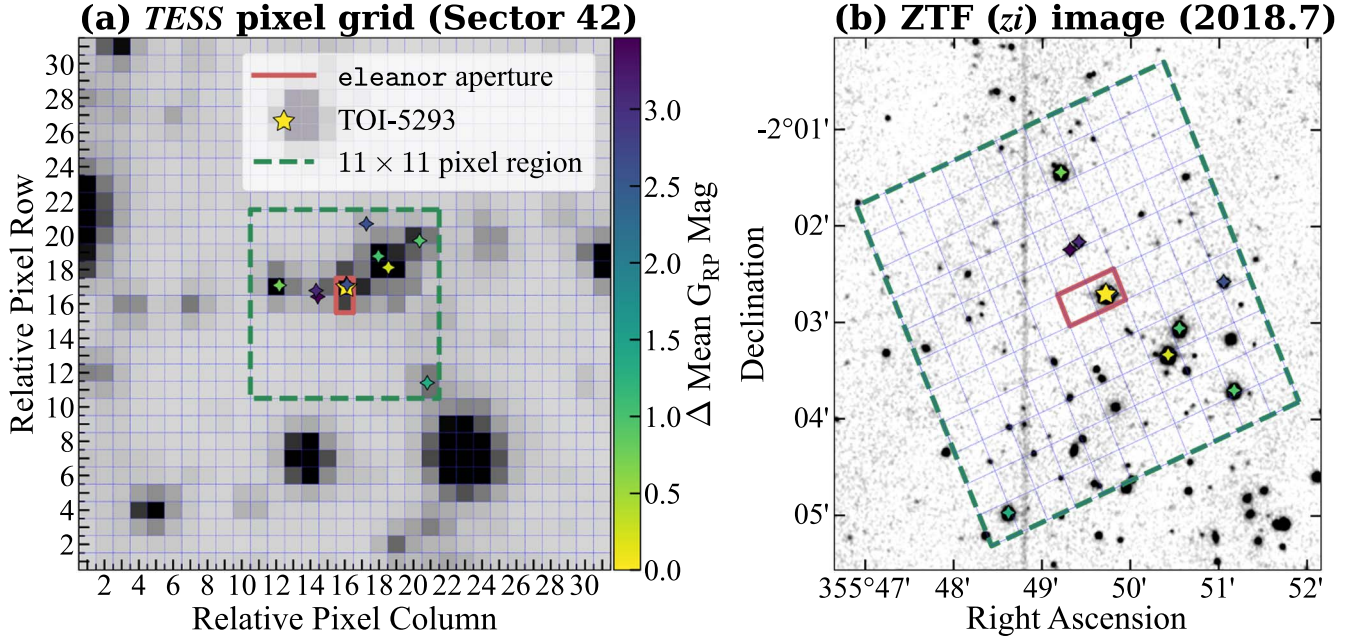 (a) TESS pixel grid (Sector 42)
eleanor aperture
TOI-5293
11 × 11 pixel region
Relative Pixel Row
30
28
26
24
22
20
18
16
14
12
10
8
6
4
2
2 4 6 8 10 12 14 16 18 20 22 24 26 28 30
Relative Pixel Column
3.0
2.5
2.0
1.5
1.0
0.5
0.0
Δ Mean G_RP Mag
(b) ZTF (zi) image (2018.7)
Declination
-2°01'
02'
03'
04'
05'
355°47' 48' 49' 50' 51' 52'
Right Ascension